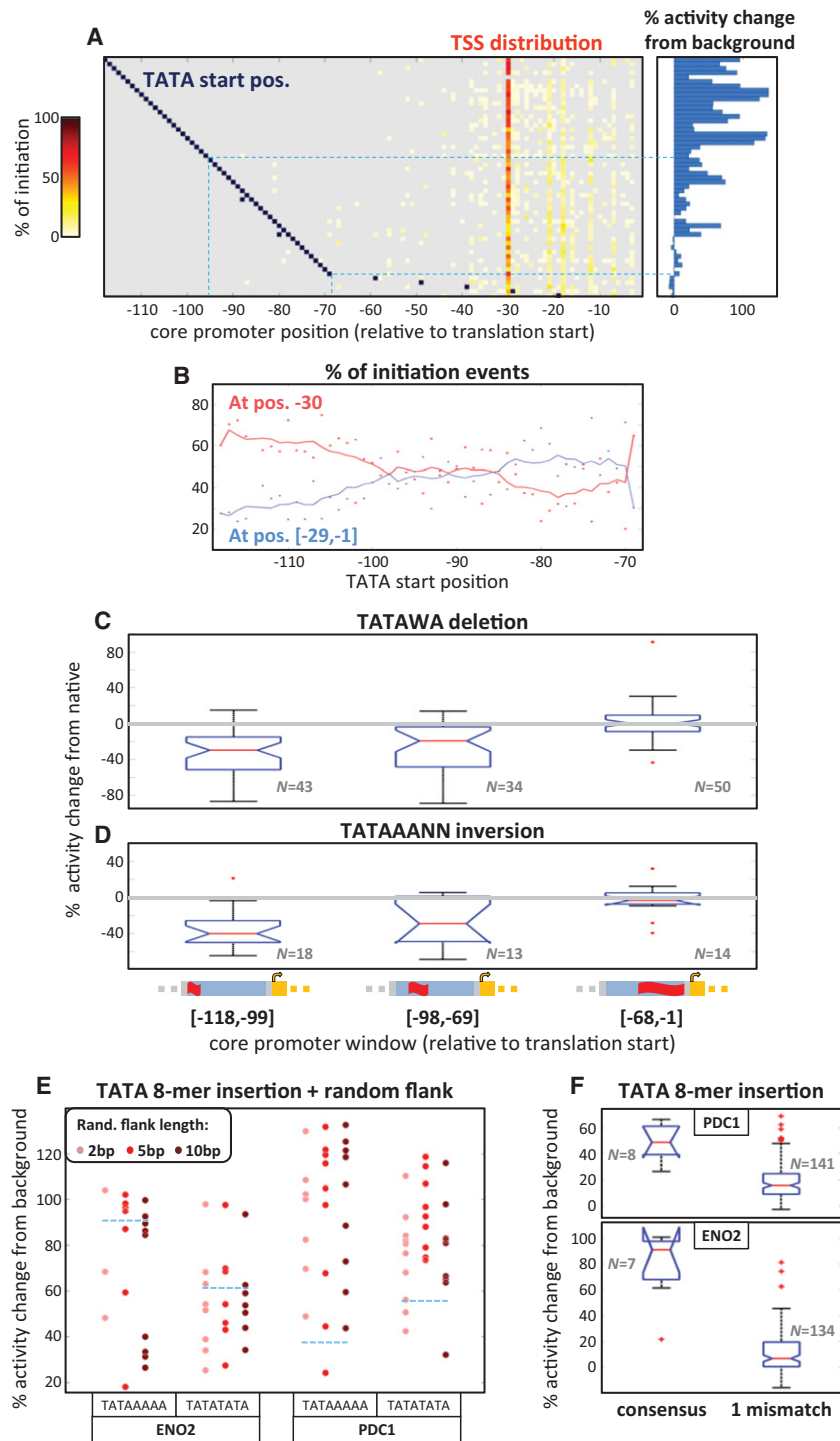 A
TATA start pos.
TSS distribution
% activity change
from background
% of initiation
100
50
0
-110 -100 -90 -80 -70 -60 -50 -40 -30 -20 -10
core promoter position (relative to translation start)
0 100
B
% of initiation events
At pos. -30
At pos. [-29,-1]
80
60
40
20
-110 -100 -90 -80 -70
TATA start position
C
TATAWA deletion
% activity change from native
80
40
0
-40
-80
N=43
N=34
N=50
D
TATAAANN inversion
40
0
-40
N=18
N=13
N=14
[-118,-99]
[-98,-69]
[-68,-1]
core promoter window (relative to translation start)
E
TATA 8-mer insertion + random flank
Rand. flank length:
2bp 5bp 10bp
% activity change from background
120
100
80
60
40
20
TATAAAAA TATATATA TATAAAAA TATATATA
ENO2 PDC1
F
TATA 8-mer insertion
% activity change from background
PDC1
60
40
20
0
N=8
N=141
ENO2
100
80
60
40
20
0
N=7
N=134
consensus 1 mismatch